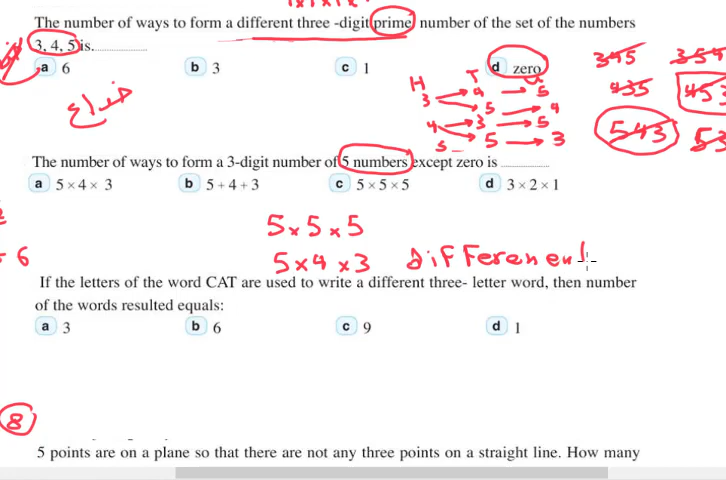 The number of ways to form a different three -digit prime number of the set of the numbers
3, 4, 5 is.
a 6 b 3 c 1 d zero
345 354
435 453
543 53
H T
3 4 5
5 4
4 3 5
5 3
5
خداع
The number of ways to form a 3-digit number of 5 numbers except zero is
a 5 × 4 × 3 b 5 + 4 + 3 c 5 × 5 × 5 d 3 × 2 × 1
5 × 5 × 5
6
5 × 4 × 3
If the letters of the word CAT are used to write a different three- letter word, then number
of the words resulted equals:
a 3 b 6 c 9 d 1
8
5 points are on a plane so that there are not any three points on a straight line. How many